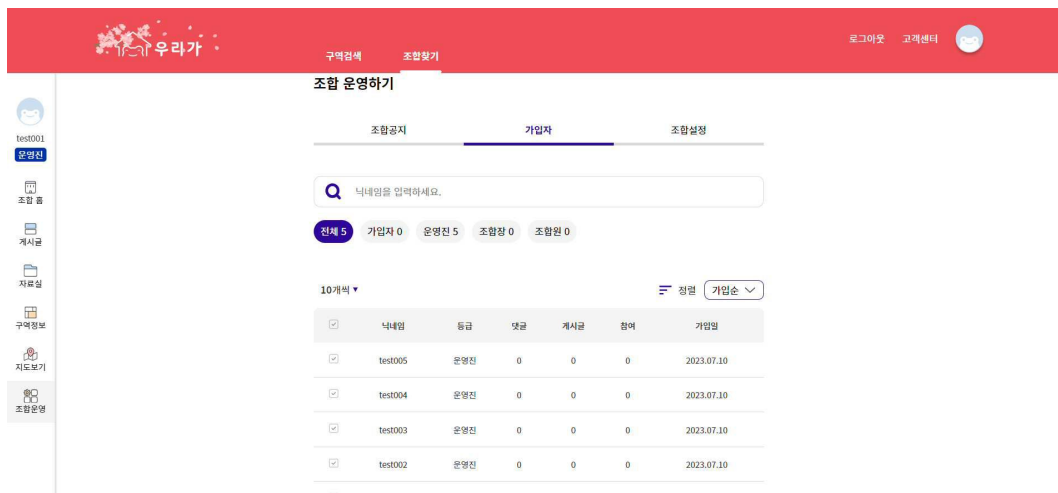 우리가
구역검색 조합찾기
로그아웃 고객센터
조합 운영하기
test001
운영진
조합 홈
게시글
자료실
구역정보
지도보기
조합운영
조합공지 가입자 조합설정
닉네임을 입력하세요.
전체 5 가입자 0 운영진 5 조합장 0 조합원 0
10개씩 ▼ 정렬 가입순
닉네임 등급 댓글 게시글 참여 가입일
test005 운영진 0 0 0 2023.07.10
test004 운영진 0 0 0 2023.07.10
test003 운영진 0 0 0 2023.07.10
test002 운영진 0 0 0 2023.07.10